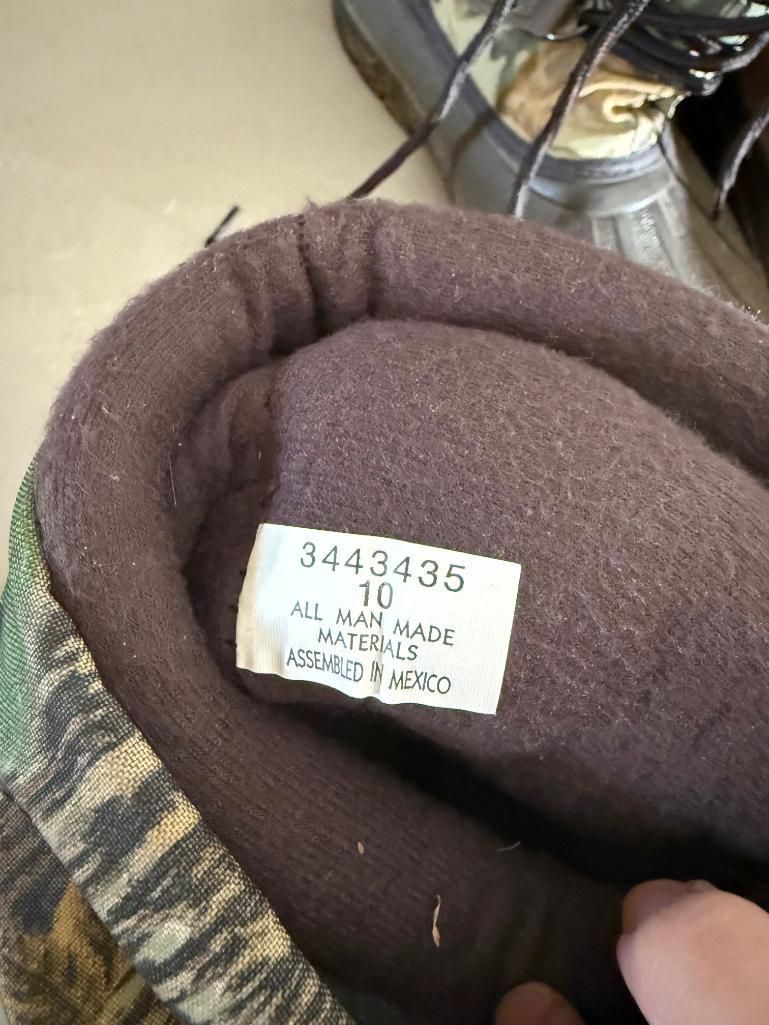 3443435
10
ALL MAN MADE
MATERIALS
ASSEMBLED IN MEXICO